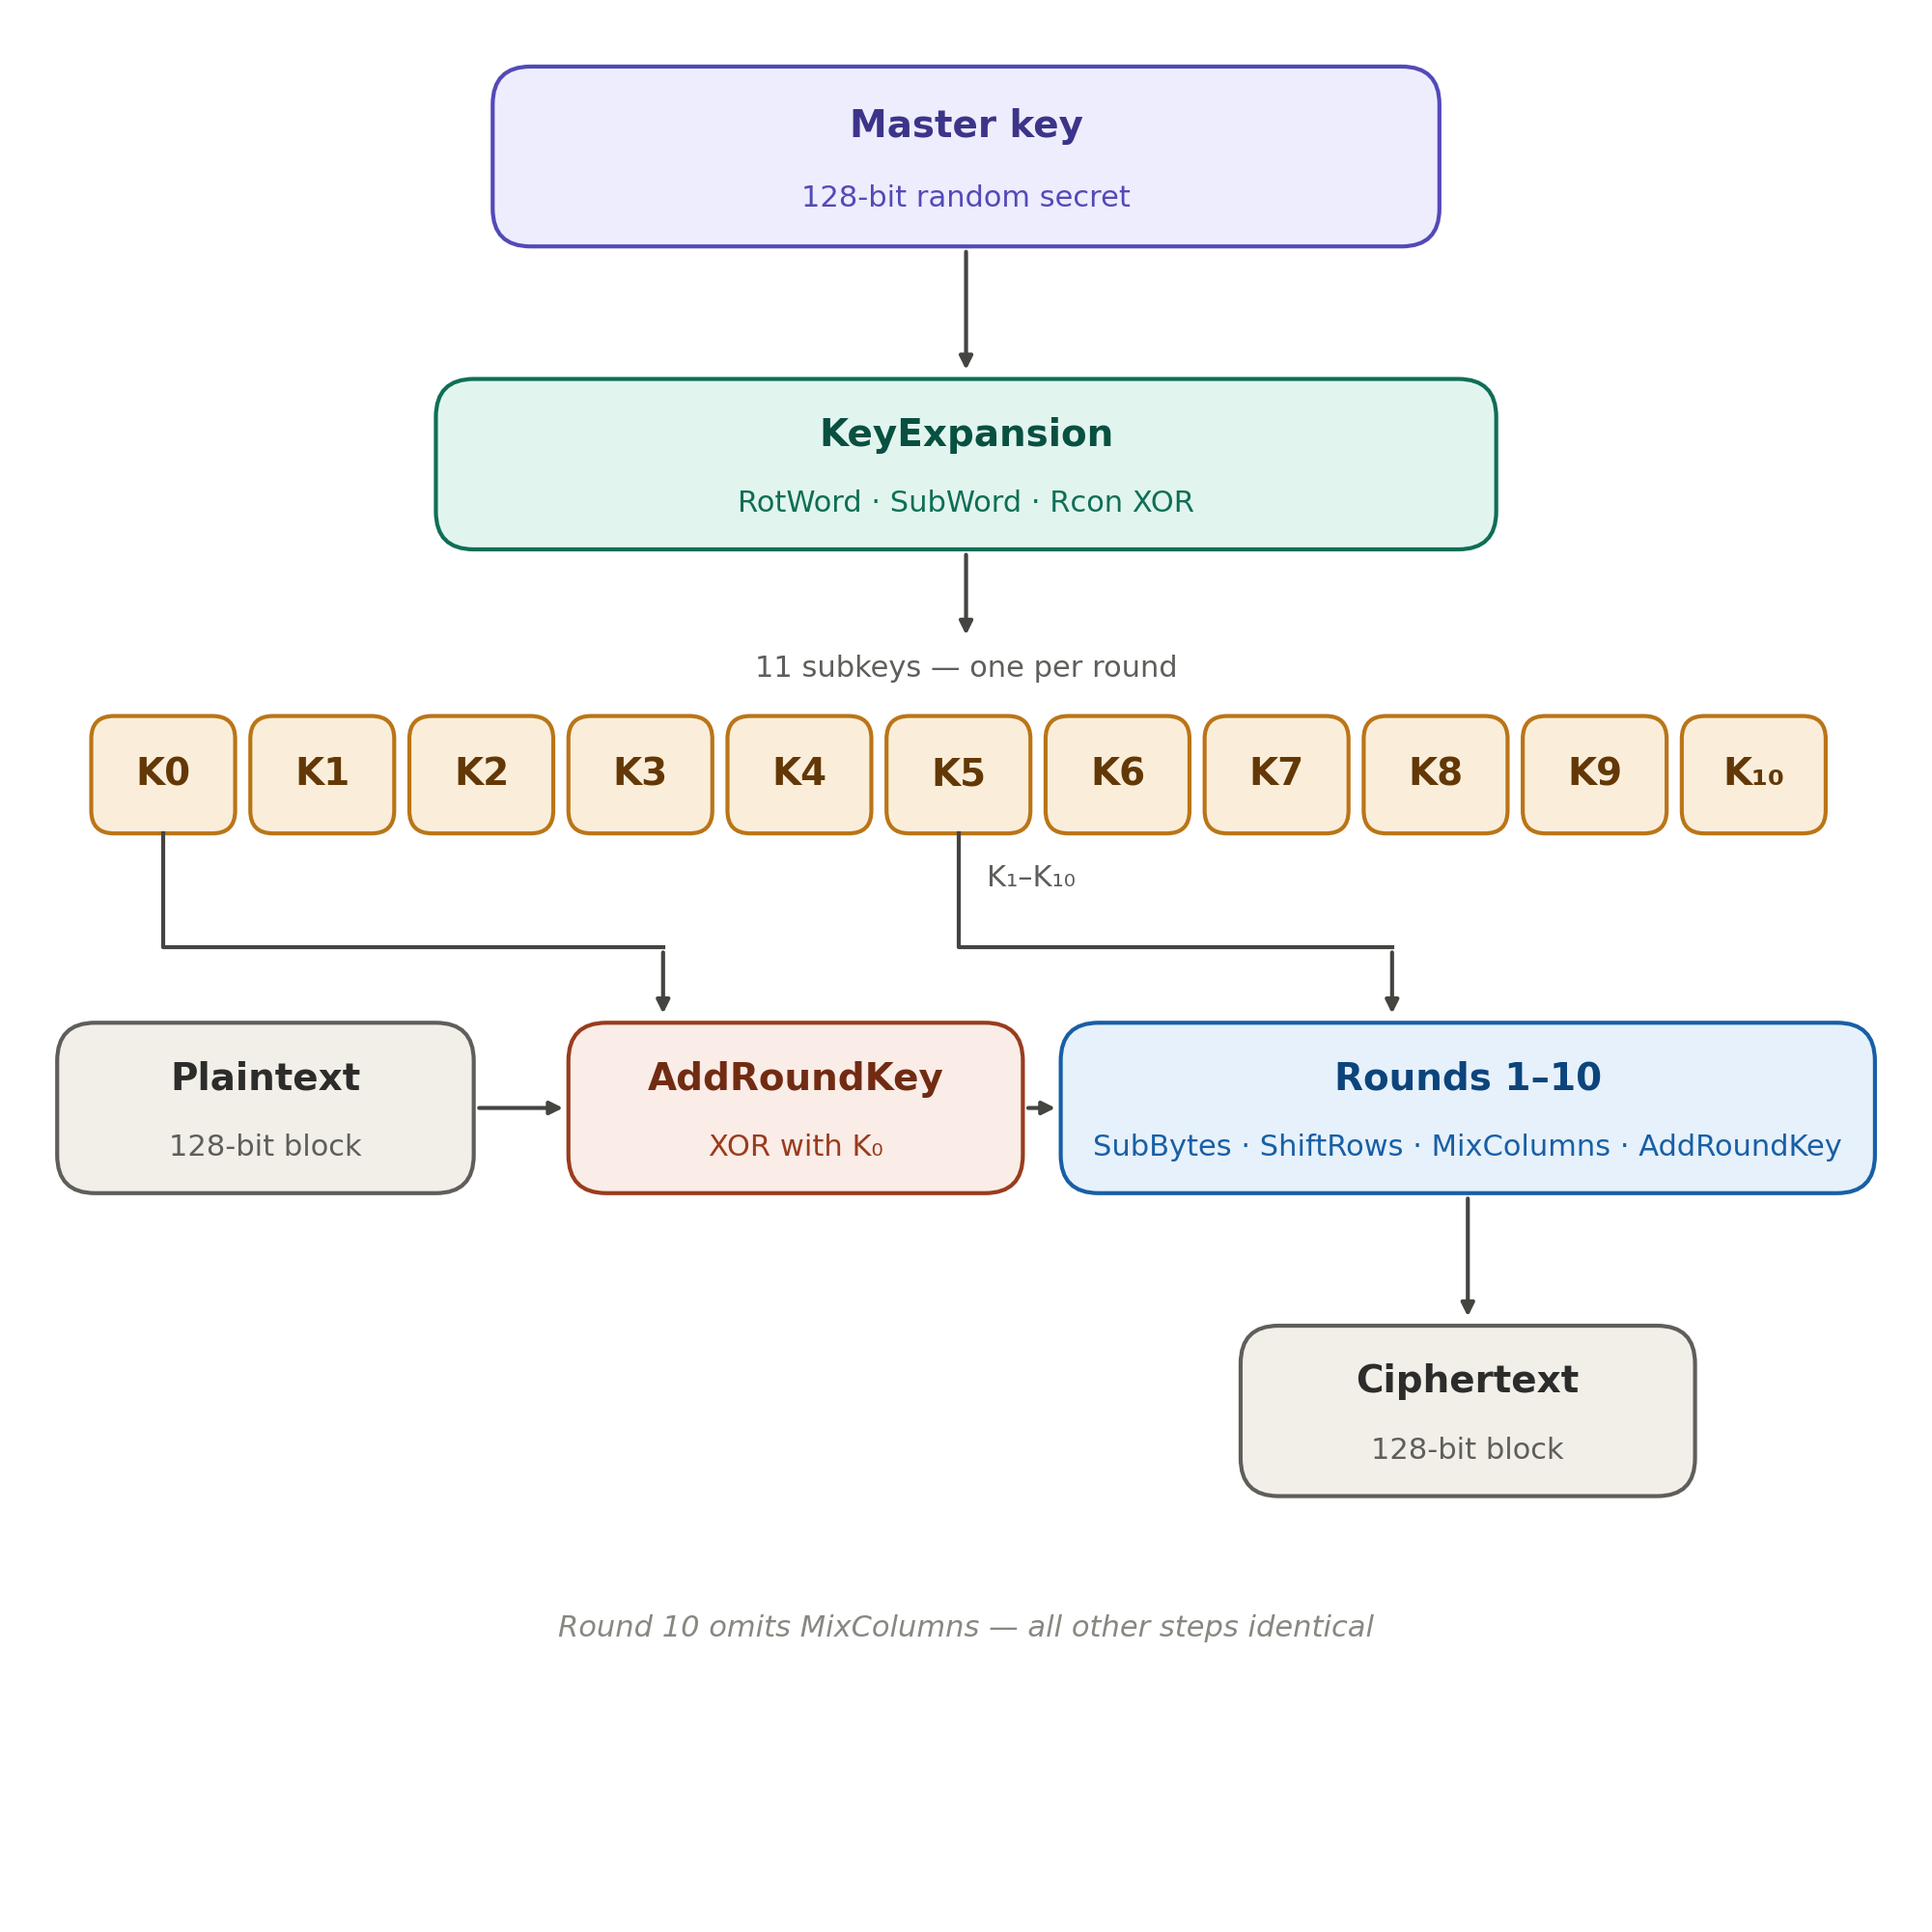 Master key
128-bit random secret
KeyExpansion
RotWord · SubWord · Rcon XOR
11 subkeys — one per round
K0 K1 K2 K3 K4 K5 K6 K7 K8 K9 K₁₀
K₁–K₁₀
Plaintext
128-bit block
AddRoundKey
XOR with K₀
Rounds 1–10
SubBytes · ShiftRows · MixColumns · AddRoundKey
Ciphertext
128-bit block
Round 10 omits MixColumns — all other steps identical